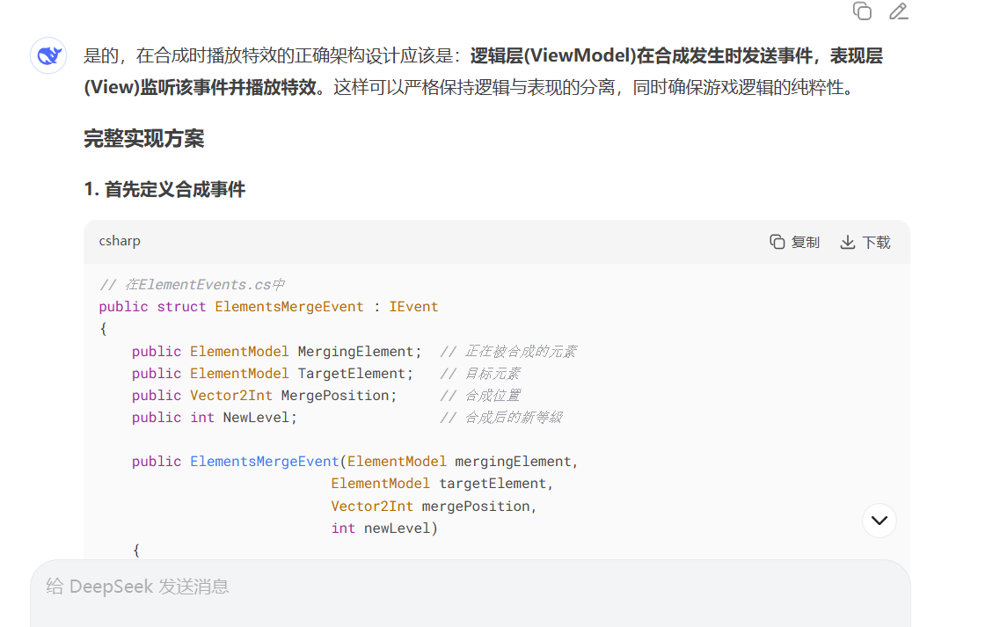 是的，在合成时播放特效的正确架构设计应该是：逻辑层(ViewModel)在合成发生时发送事件，表现层
(View)监听该事件并播放特效。这样可以严格保持逻辑与表现的分离，同时确保游戏逻辑的纯粹性。
完整实现方案
1. 首先定义合成事件
csharp 复制 下载
// 在ElementEvents.cs中
public struct ElementsMergeEvent : IEvent
{
    public ElementModel MergingElement;  // 正在被合成的元素
    public ElementModel TargetElement;   // 目标元素
    public Vector2Int MergePosition;     // 合成位置
    public int NewLevel;                 // 合成后的新等级
    public ElementsMergeEvent(ElementModel mergingElement,
                            ElementModel targetElement,
                            Vector2Int mergePosition,
                            int newLevel)
    {
给 DeepSeek 发送消息